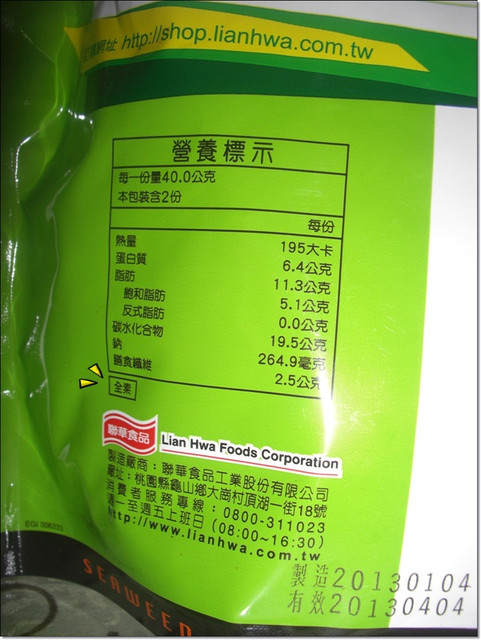 網址 http://shop.lianhwa.com.tw
營養標示
每一份量40.0公克
本包裝含2份
每份
熱量 195大卡
蛋白質 6.4公克
脂肪 11.3公克
飽和脂肪 5.1公克
反式脂肪 0.0公克
碳水化合物 19.5公克
鈉 264.9毫克
膳食纖維 2.5公克
全素
聯華食品 Lian Hwa Foods Corporation
製造廠商：聯華食品工業股份有限公司
廠址：桃園縣龜山鄉大崗村頂湖一街18號
消費者服務專線：0800-311023
週一至週五上班日(08:00~16:30)
http://www.lianhwa.com.tw
製造20130104
有效20130404
SEAWEED